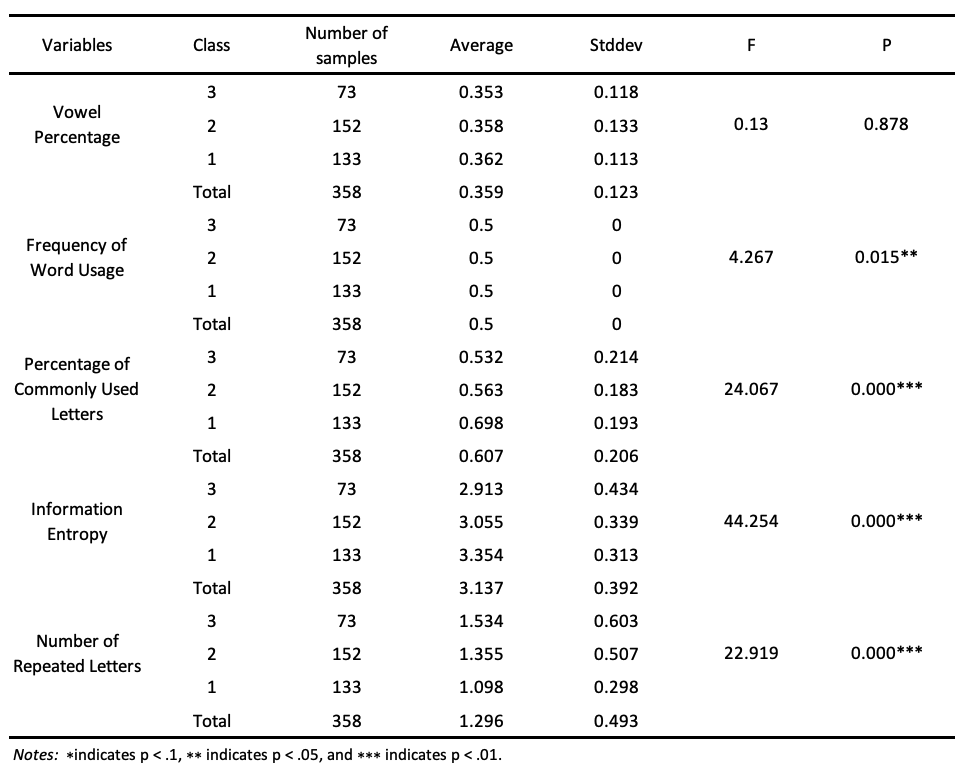 Variables Class Number of samples Average Stddev F P
Vowel Percentage 3 73 0.353 0.118
2 152 0.358 0.133 0.13 0.878
1 133 0.362 0.113
Total 358 0.359 0.123
Frequency of Word Usage 3 73 0.5 0
2 152 0.5 0 4.267 0.015**
1 133 0.5 0
Total 358 0.5 0
Percentage of Commonly Used Letters 3 73 0.532 0.214
2 152 0.563 0.183 24.067 0.000***
1 133 0.698 0.193
Total 358 0.607 0.206
Information Entropy 3 73 2.913 0.434
2 152 3.055 0.339 44.254 0.000***
1 133 3.354 0.313
Total 358 3.137 0.392
Number of Repeated Letters 3 73 1.534 0.603
2 152 1.355 0.507 22.919 0.000***
1 133 1.098 0.298
Total 358 1.296 0.493
Notes: *indicates p < .1, ** indicates p < .05, and *** indicates p < .01.